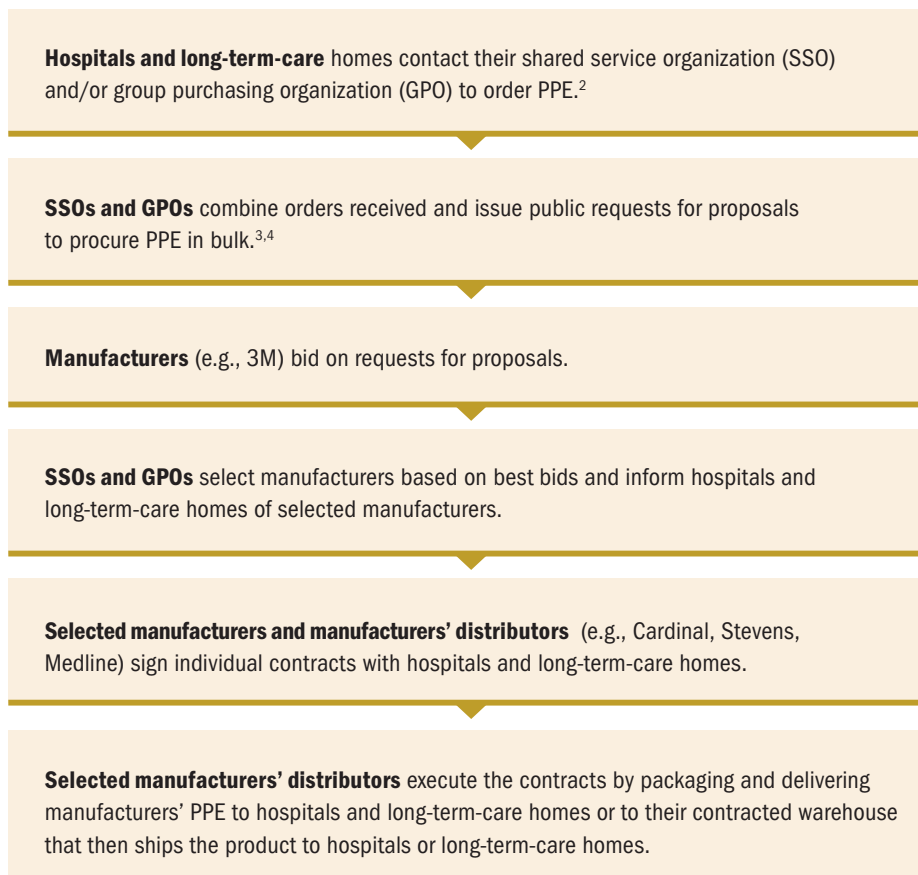 Hospitals and long-term-care homes contact their shared service organization (SSO)
and/or group purchasing organization (GPO) to order PPE.2
SSOs and GPOs combine orders received and issue public requests for proposals
to procure PPE in bulk.3,4
Manufacturers (e.g., 3M) bid on requests for proposals.
SSOs and GPOs select manufacturers based on best bids and inform hospitals and
long-term-care homes of selected manufacturers.
Selected manufacturers and manufacturers’ distributors (e.g., Cardinal, Stevens,
Medline) sign individual contracts with hospitals and long-term-care homes.
Selected manufacturers’ distributors execute the contracts by packaging and delivering
manufacturers’ PPE to hospitals and long-term-care homes or to their contracted warehouse
that then ships the product to hospitals or long-term-care homes.